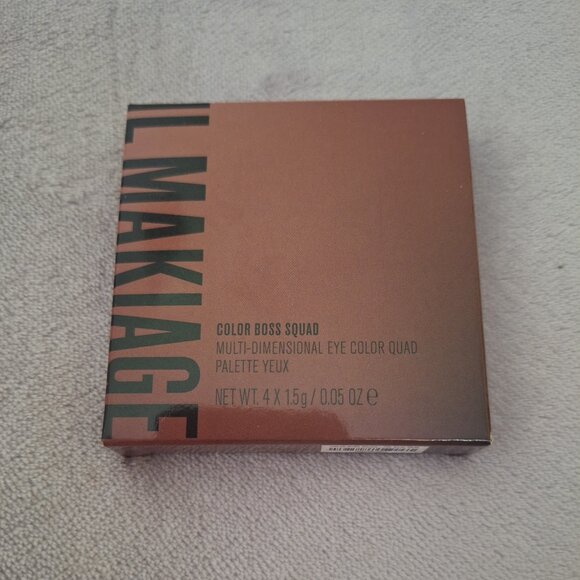 IL MAKIAGE
COLOR BOSS SQUAD
MULTI-DIMENSIONAL EYE COLOR QUAD
PALETTE YEUX
NET WT. 4 X 1.5g / 0.05 OZ ℮